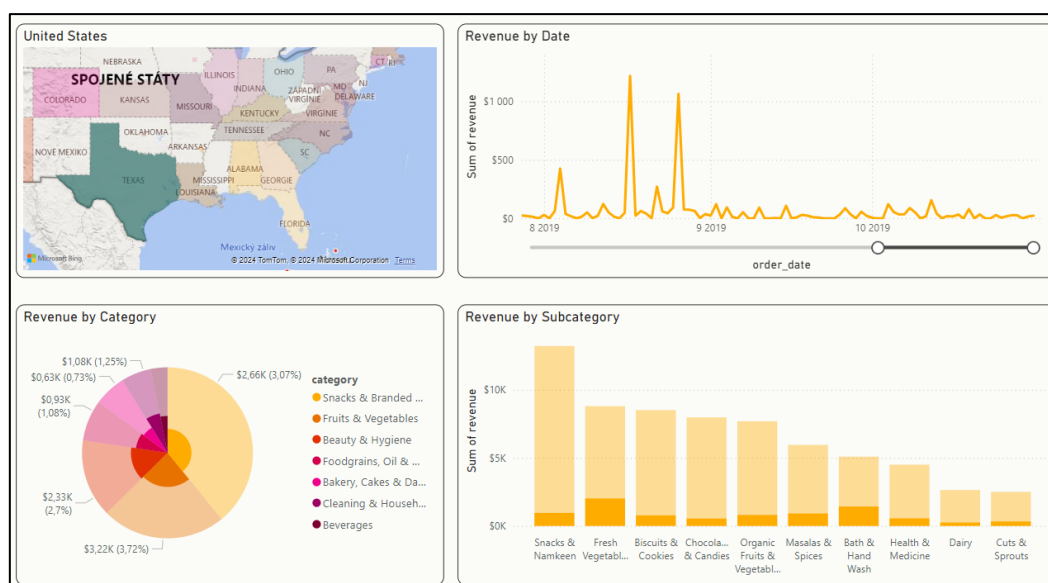 United States
NEBRASKA
SPOJENÉ STÁTY
ILLINOIS
OHIO
PA
CT
RI
NJ
MD
COLORADO
KANSAS
MISSOURI
INDIANA
ZÁPADNÍ
VIRGÍNIE
DELAWARE
KENTUCKY
VIRGÍNIE
OKLAHOMA
TENNESSEE
NC
NOVÉ MEXIKO
ARKANSAS
SC
TEXAS
MISSISSIPPI
ALABAMA
GEORGIE
LOUISIANA
FLORIDA
Mexický záliv
Microsoft Bing
© 2024 TomTom, © 2024 Microsoft Corporation Terms
Revenue by Date
Sum of revenue
$1 000
$500
$0
8 2019
9 2019
10 2019
order_date
Revenue by Category
$1,08K (1,25%)
$0,63K (0,73%)
$0,93K
(1,08%)
$2,33K
(2,7%)
$3,22K (3,72%)
$2,66K (3,07%)
category
Snacks & Branded ...
Fruits & Vegetables
Beauty & Hygiene
Foodgrains, Oil & ...
Bakery, Cakes & Da...
Cleaning & Househ...
Beverages
Revenue by Subcategory
Sum of revenue
$10K
$5K
$0K
Snacks &
Namkeen
Fresh
Vegetabl...
Biscuits &
Cookies
Chocola...
& Candies
Organic
Fruits &
Vegetabl...
Masalas &
Spices
Bath &
Hand
Wash
Health &
Medicine
Dairy
Cuts &
Sprouts